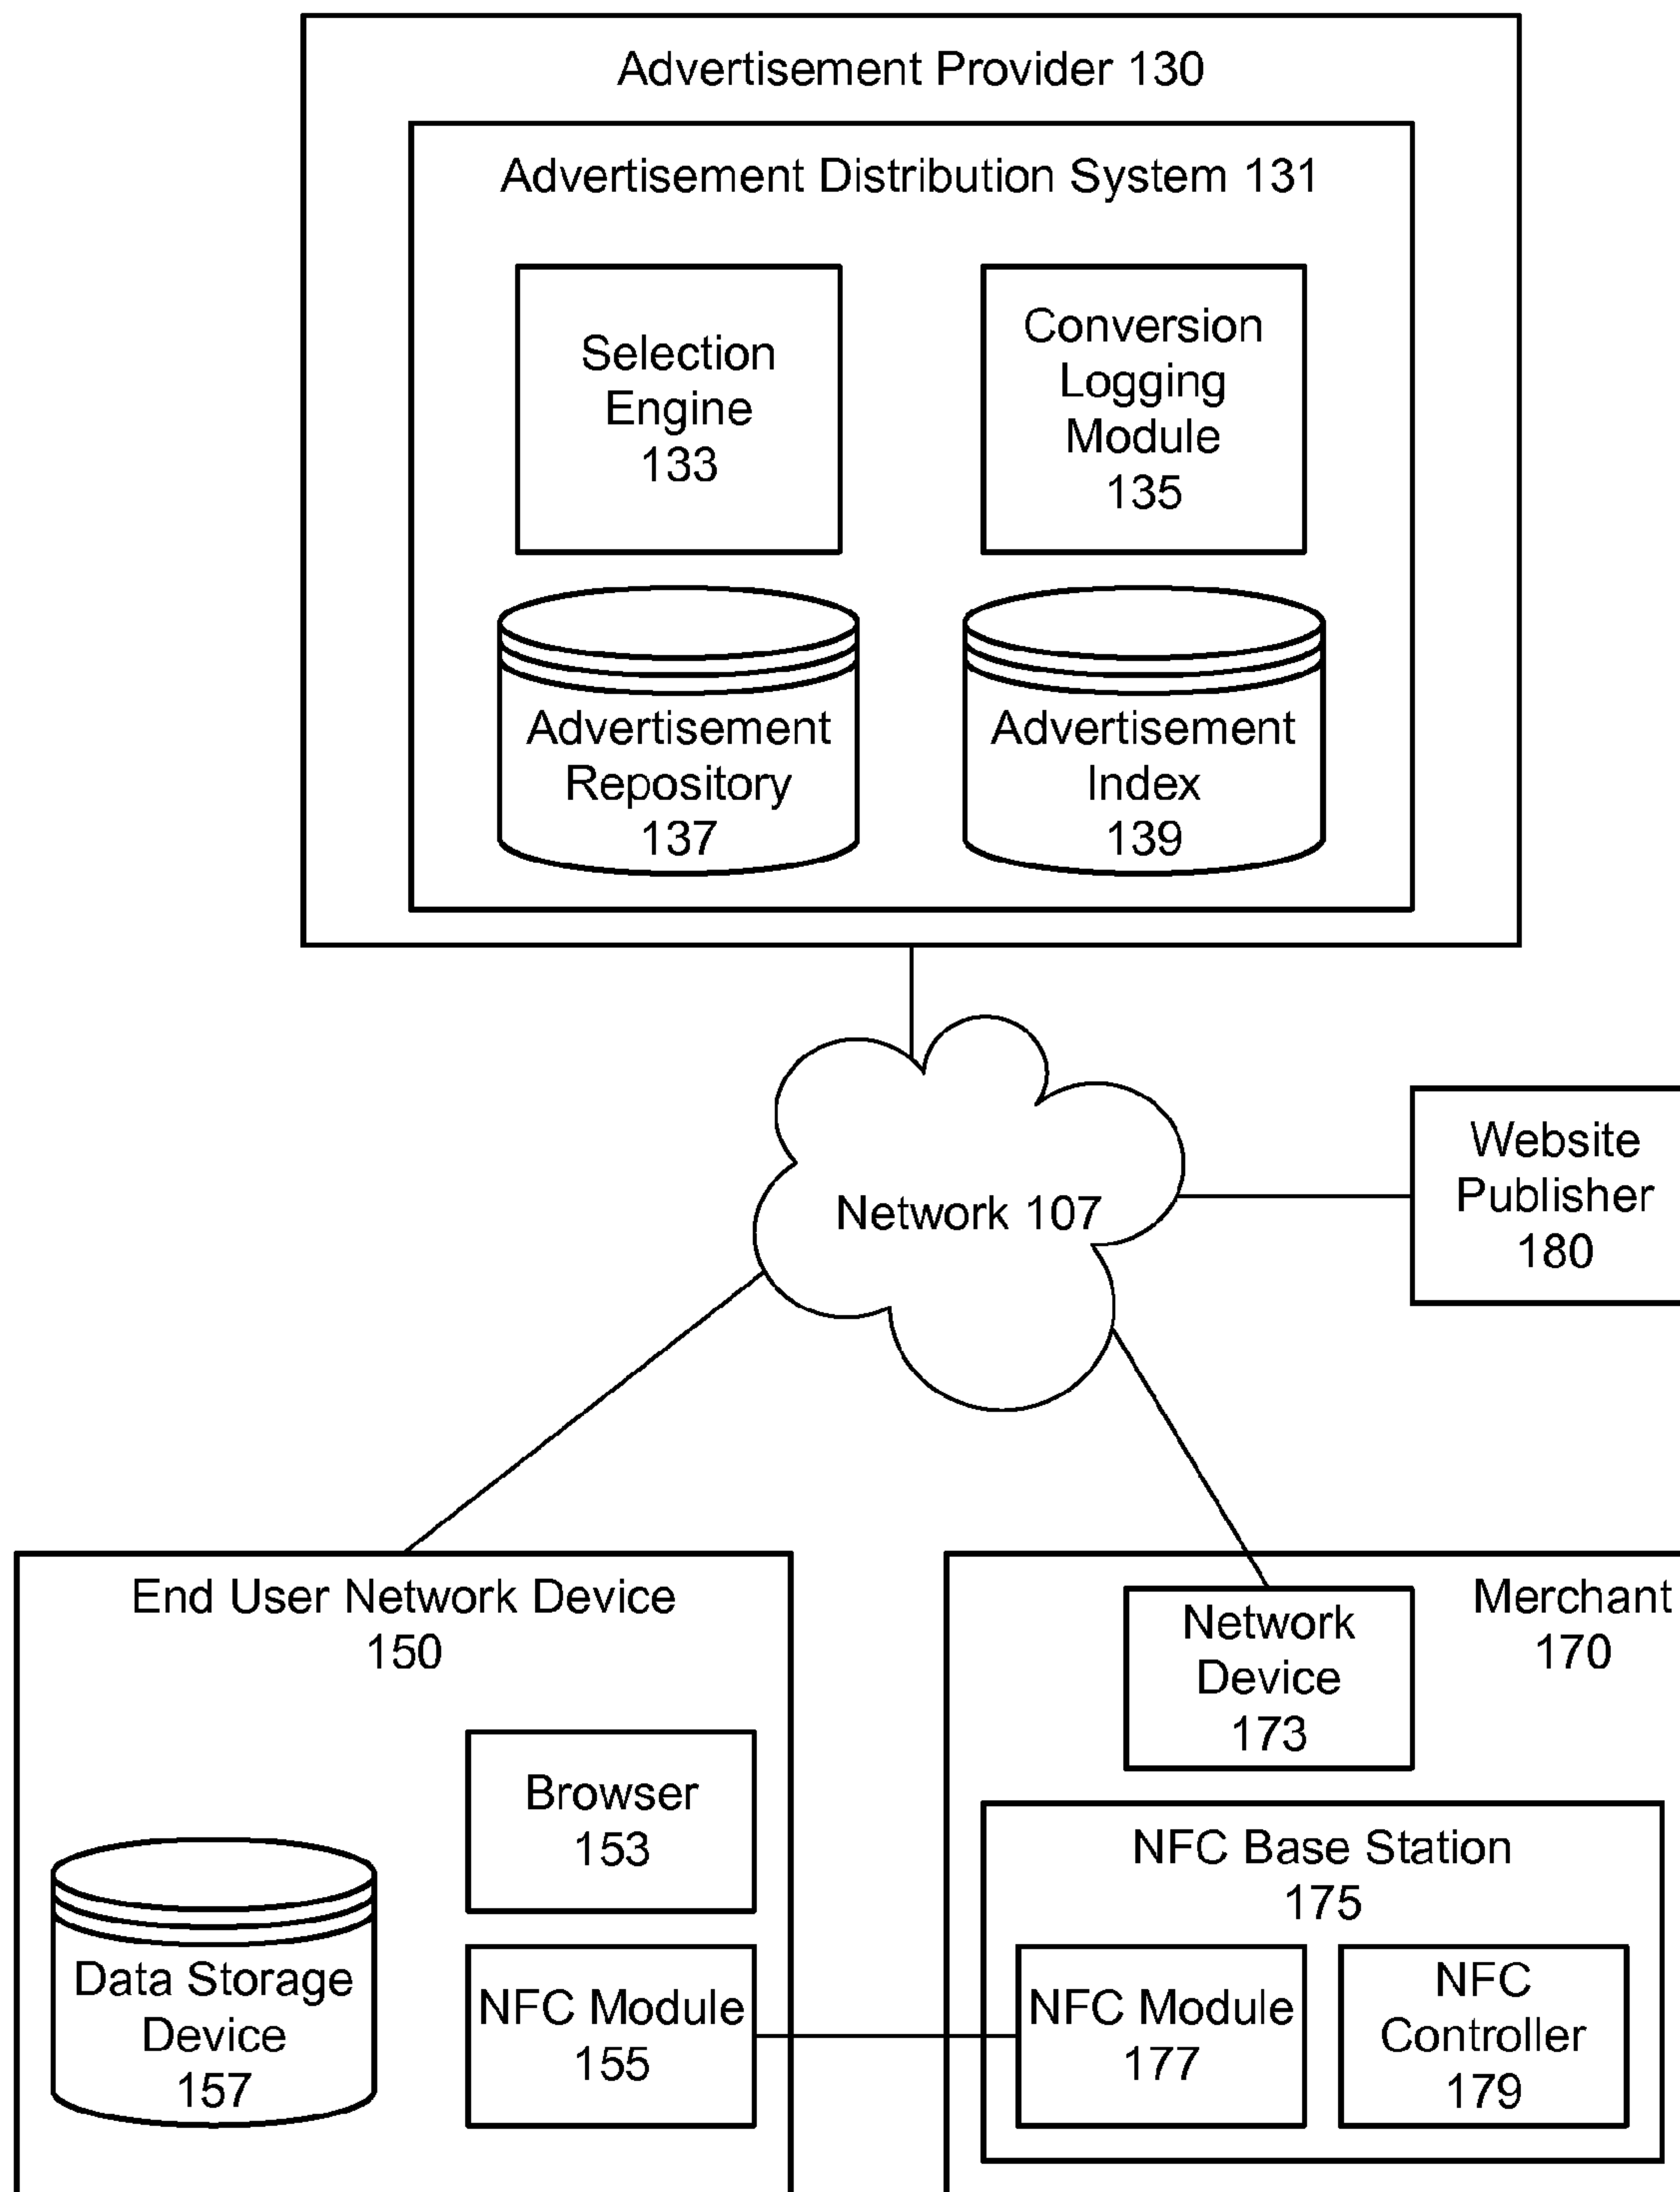 Advertisement Provider 130
Advertisement Distribution System 131
Selection
Engine
133
Conversion
Logging
Module
135
Advertisement
Repository
137
Advertisement
Index
139
Network 107
Website
Publisher
180
End User Network Device
150
Browser
153
Data Storage
Device
157
NFC Module
155
Merchant
170
Network
Device
173
NFC Base Station
175
NFC Module
177
NFC
Controller
179